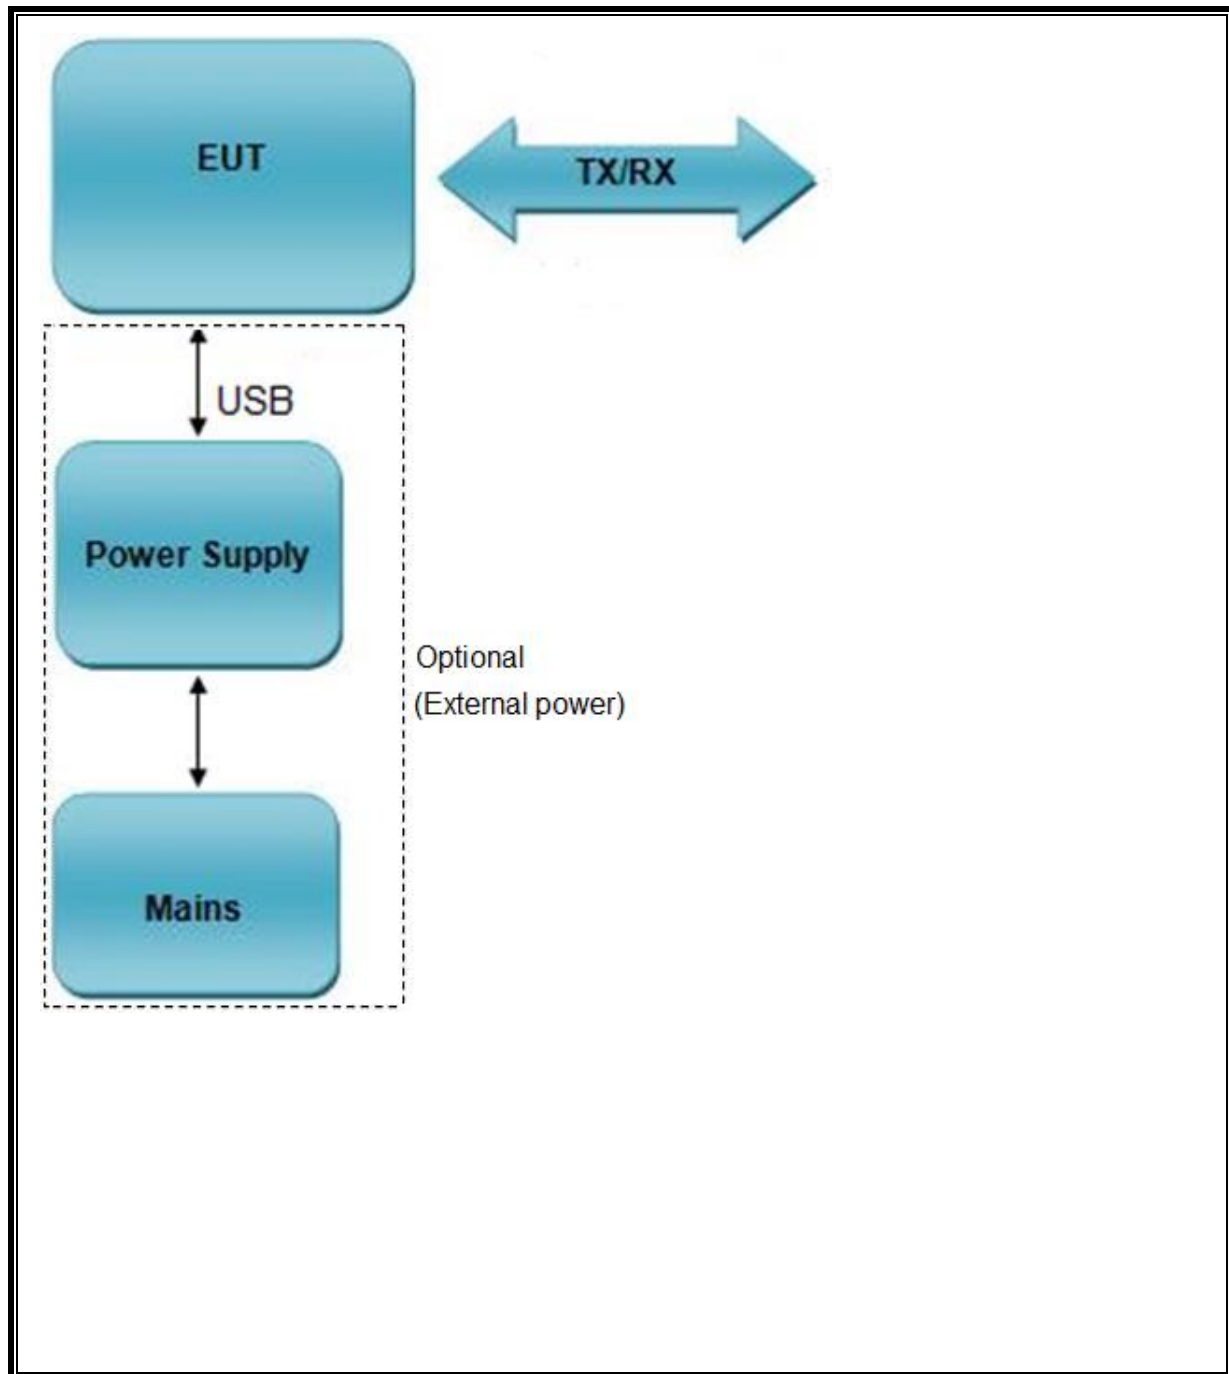 EUT
TX/RX
USB
Power Supply
Optional
(External power)
Mains